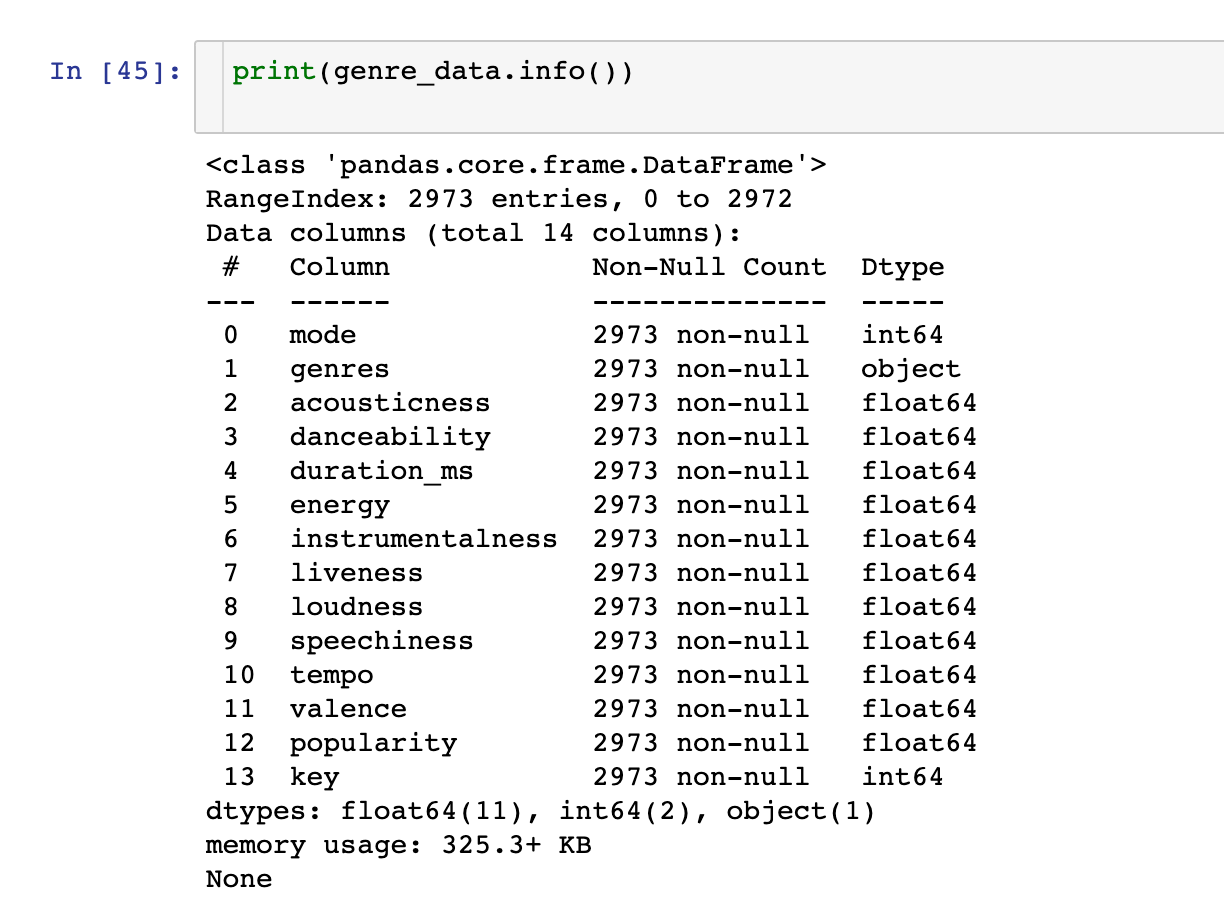 In [45]: print(genre_data.info())
<class 'pandas.core.frame.DataFrame'>
RangeIndex: 2973 entries, 0 to 2972
Data columns (total 14 columns):
 #   Column            Non-Null Count  Dtype
---  ------            --------------  -----
 0   mode              2973 non-null   int64
 1   genres            2973 non-null   object
 2   acousticness      2973 non-null   float64
 3   danceability      2973 non-null   float64
 4   duration_ms       2973 non-null   float64
 5   energy            2973 non-null   float64
 6   instrumentalness  2973 non-null   float64
 7   liveness          2973 non-null   float64
 8   loudness          2973 non-null   float64
 9   speechiness       2973 non-null   float64
 10  tempo             2973 non-null   float64
 11  valence           2973 non-null   float64
 12  popularity        2973 non-null   float64
 13  key               2973 non-null   int64
dtypes: float64(11), int64(2), object(1)
memory usage: 325.3+ KB
None